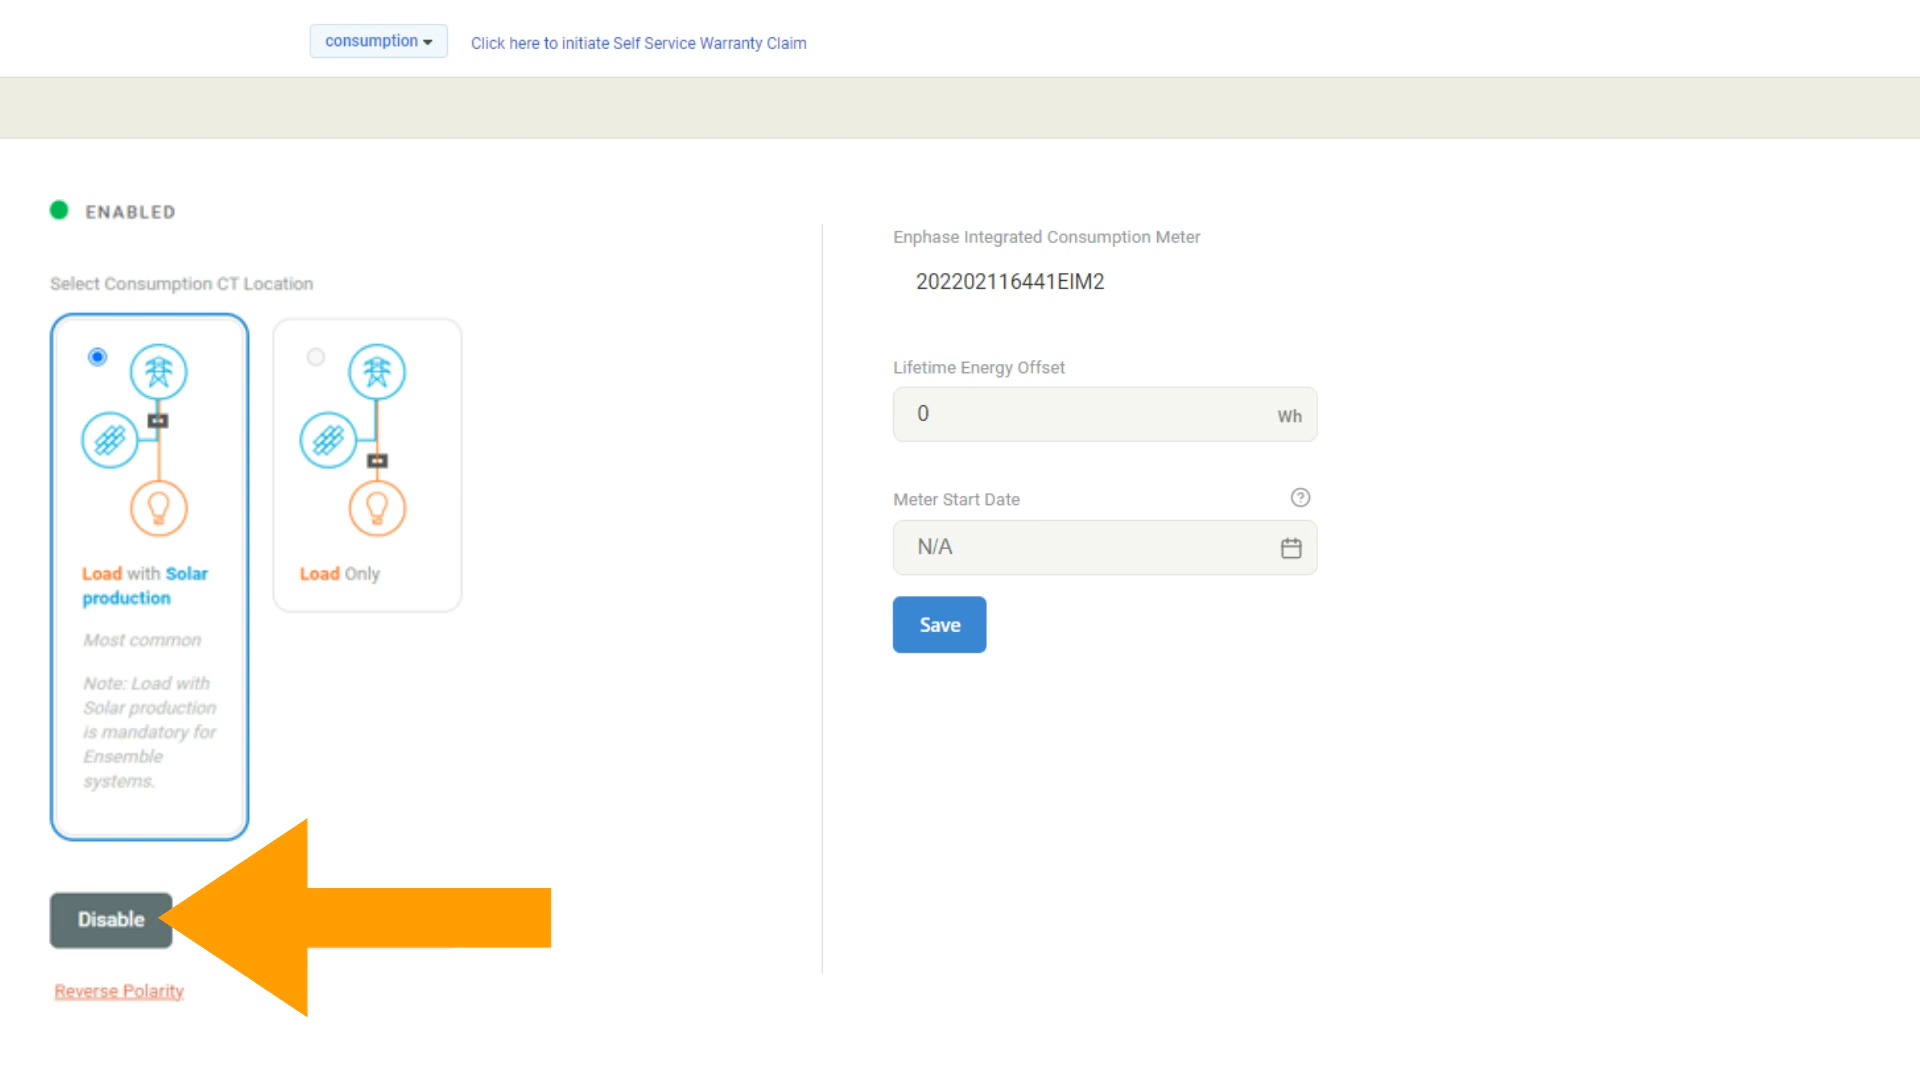 consumption
Click here to initiate Self Service Warranty Claim
ENABLED
Select Consumption CT Location
Load with Solar
production
Most common
Note: Load with
Solar production
is mandatory for
Ensemble
systems.
Load Only
Disable
Reverse Polarity
Enphase Integrated Consumption Meter
202202116441EIM2
Lifetime Energy Offset
0 Wh
Meter Start Date ?
N/A
Save